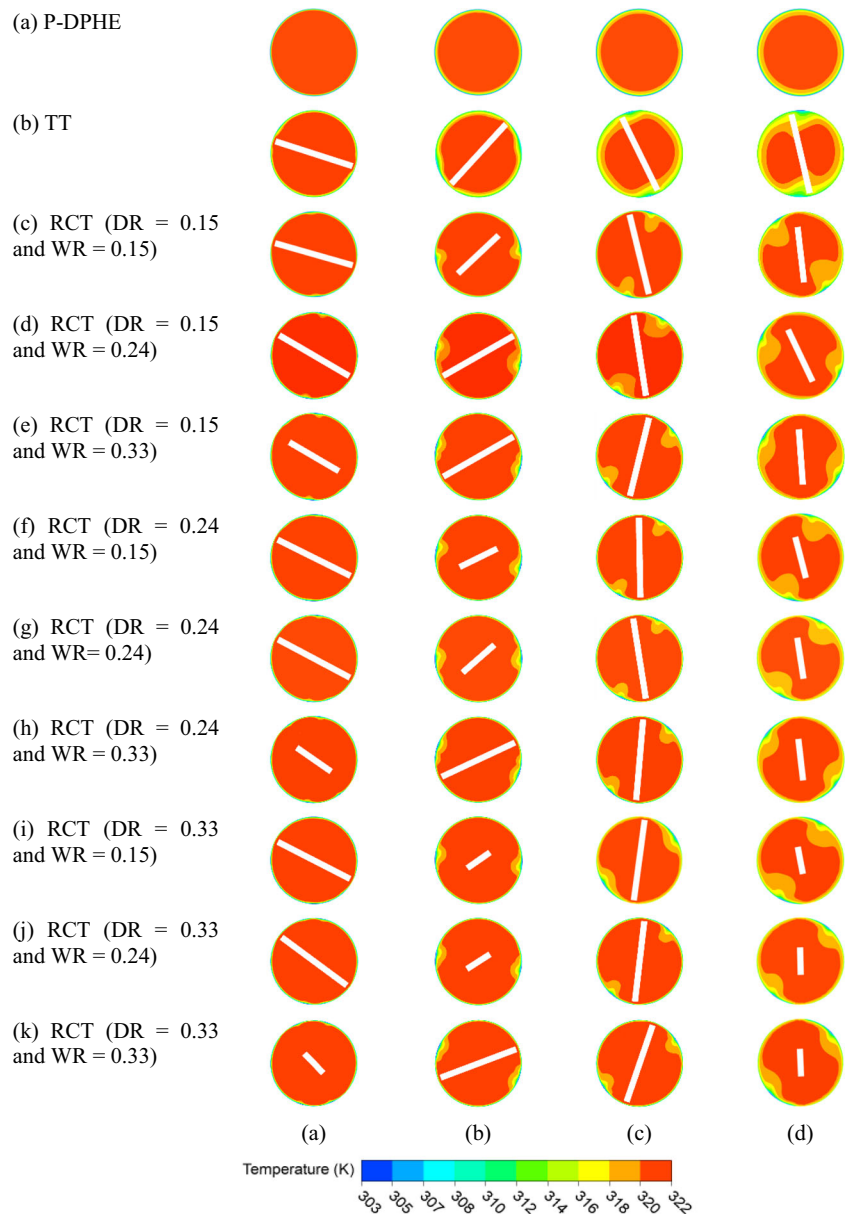 (a) P-DPHE
(b) TT
(c) RCT (DR = 0.15
and WR = 0.15)
(d) RCT (DR = 0.15
and WR = 0.24)
(e) RCT (DR = 0.15
and WR = 0.33)
(f) RCT (DR = 0.24
and WR = 0.15)
(g) RCT (DR = 0.24
and WR= 0.24)
(h) RCT (DR = 0.24
and WR = 0.33)
(i) RCT (DR = 0.33
and WR = 0.15)
(j) RCT (DR = 0.33
and WR = 0.24)
(k) RCT (DR = 0.33
and WR = 0.33)
(a) (b) (c) (d)
Temperature (K)
303 305 307 308 310 312 314 316 318 320 322